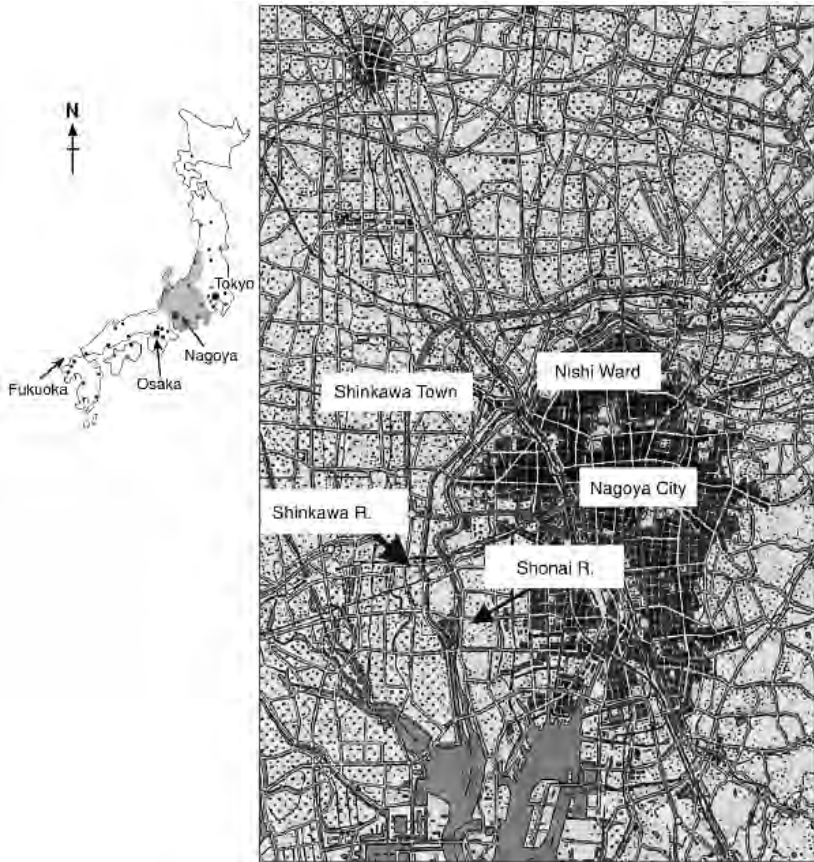 N
Tokyo
Nagoya
Osaka
Fukuoka
Nishi Ward
Shinkawa Town
Nagoya City
Shinkawa R.
Shonai R.